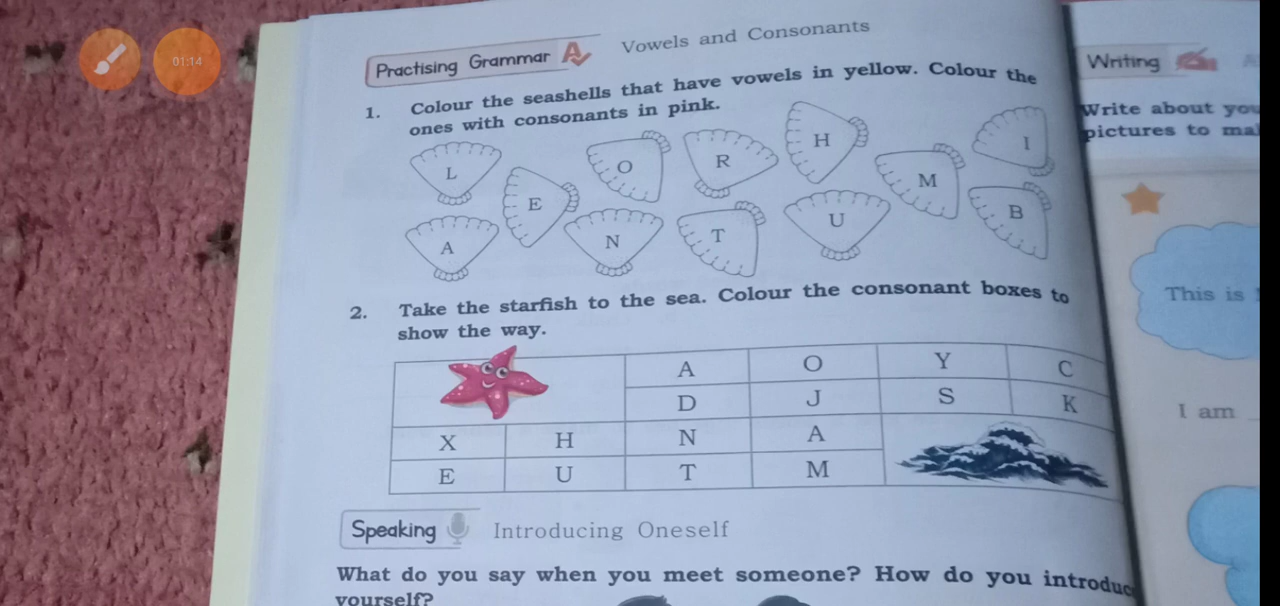 01:14
Practising Grammar A Vowels and Consonants
1. Colour the seashells that have vowels in yellow. Colour the
ones with consonants in pink.
L E O R H M I
A N T U B
2. Take the starfish to the sea. Colour the consonant boxes to
show the way.
A O Y C
D J S K
X H N A
E U T M
Speaking Introducing Oneself
What do you say when you meet someone? How do you
yourself?
Writing
Write about
pictures to
This is
I am